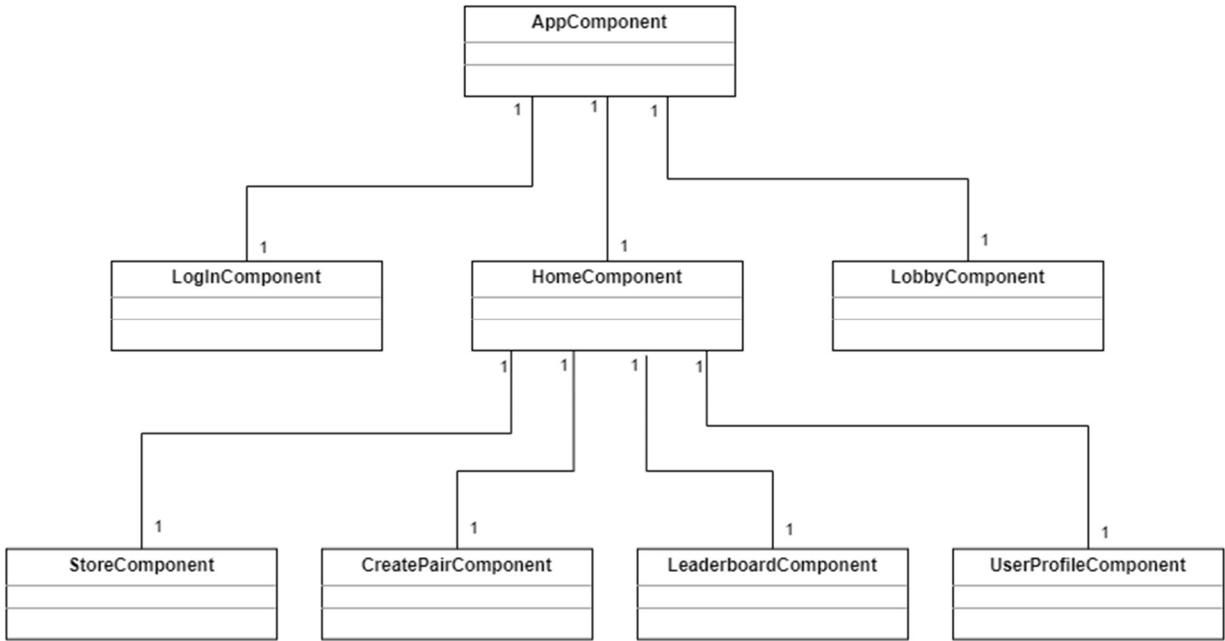 AppComponent
1 1 1
1 1 1
LogInComponent HomeComponent LobbyComponent
1 1 1 1
1 1 1 1
StoreComponent CreatePairComponent LeaderboardComponent UserProfileComponent